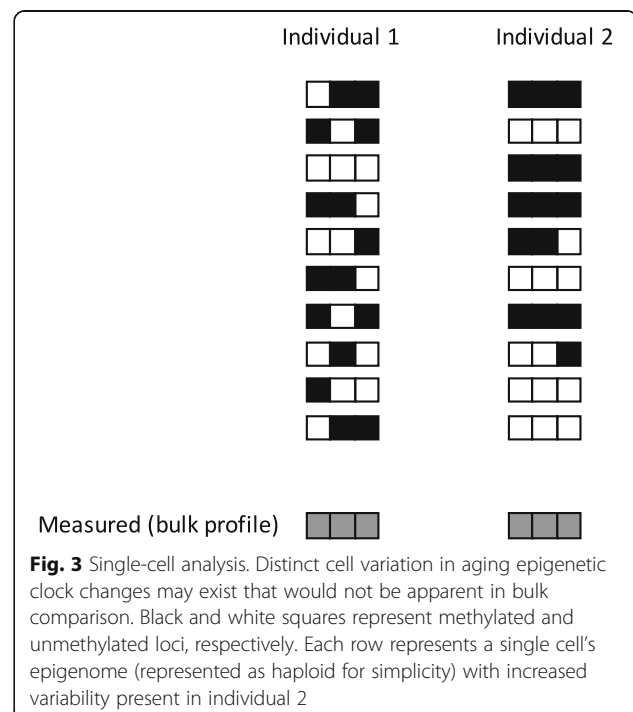 Individual 1 Individual 2
Measured (bulk profile)
Fig. 3 Single-cell analysis. Distinct cell variation in aging epigenetic
clock changes may exist that would not be apparent in bulk
comparison. Black and white squares represent methylated and
unmethylated loci, respectively. Each row represents a single cell's
epigenome (represented as haploid for simplicity) with increased
variability present in individual 2